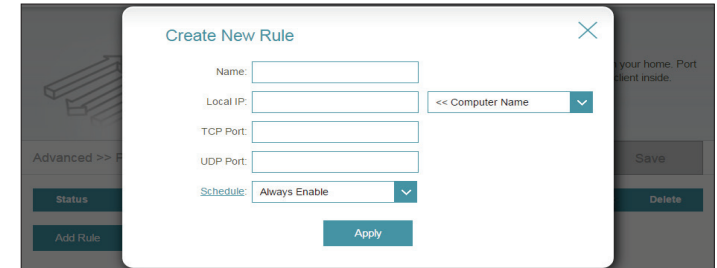 Create New Rule
your home. Port
client inside.
Name:
Local IP:
<< Computer Name
TCP Port:
UDP Port:
Schedule:
Always Enable
Apply
Advanced >>
Save
Status
Delete
Add Rule